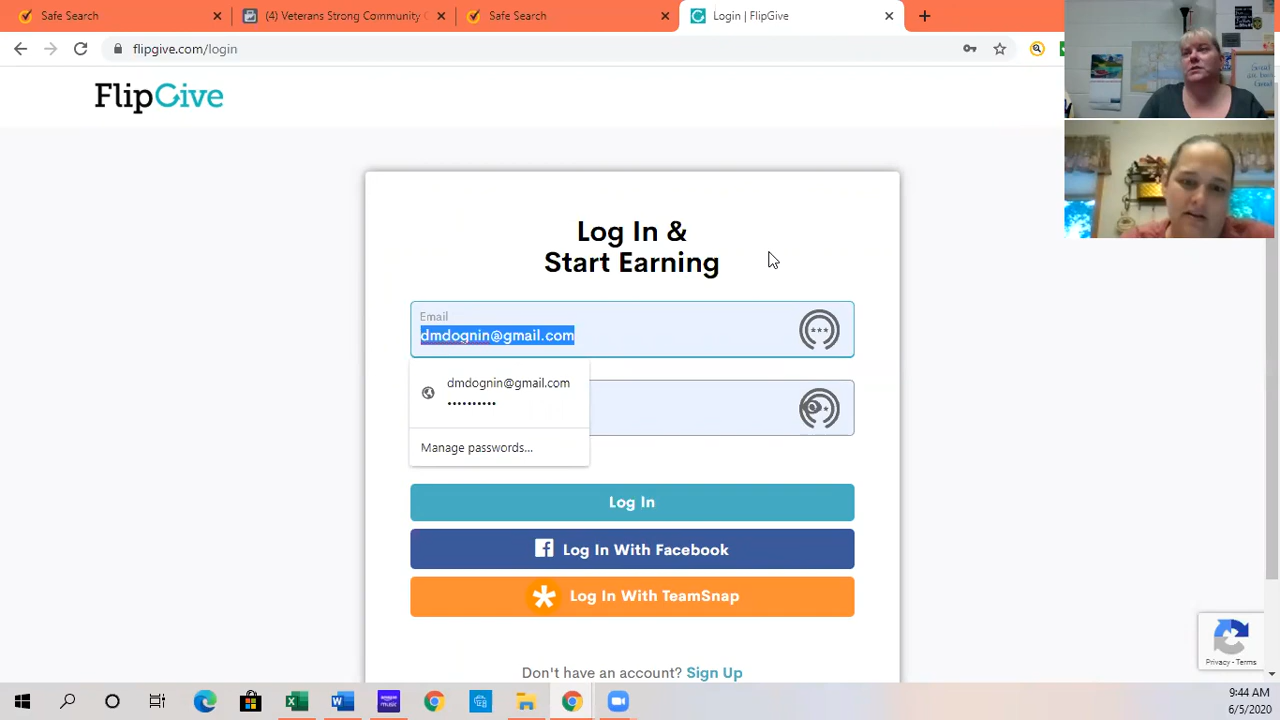 Safe Search
(4) Veterans Strong Community
Safe Search
Login | FlipGive
flipgive.com/login
FlipGive
Log In &
Start Earning
Email
dmdognin@gmail.com
dmdognin@gmail.com
••••••••••
Manage passwords...
Log In
Log In With Facebook
Log In With TeamSnap
Don't have an account? Sign Up
Privacy - Terms
9:44 AM
6/5/2020